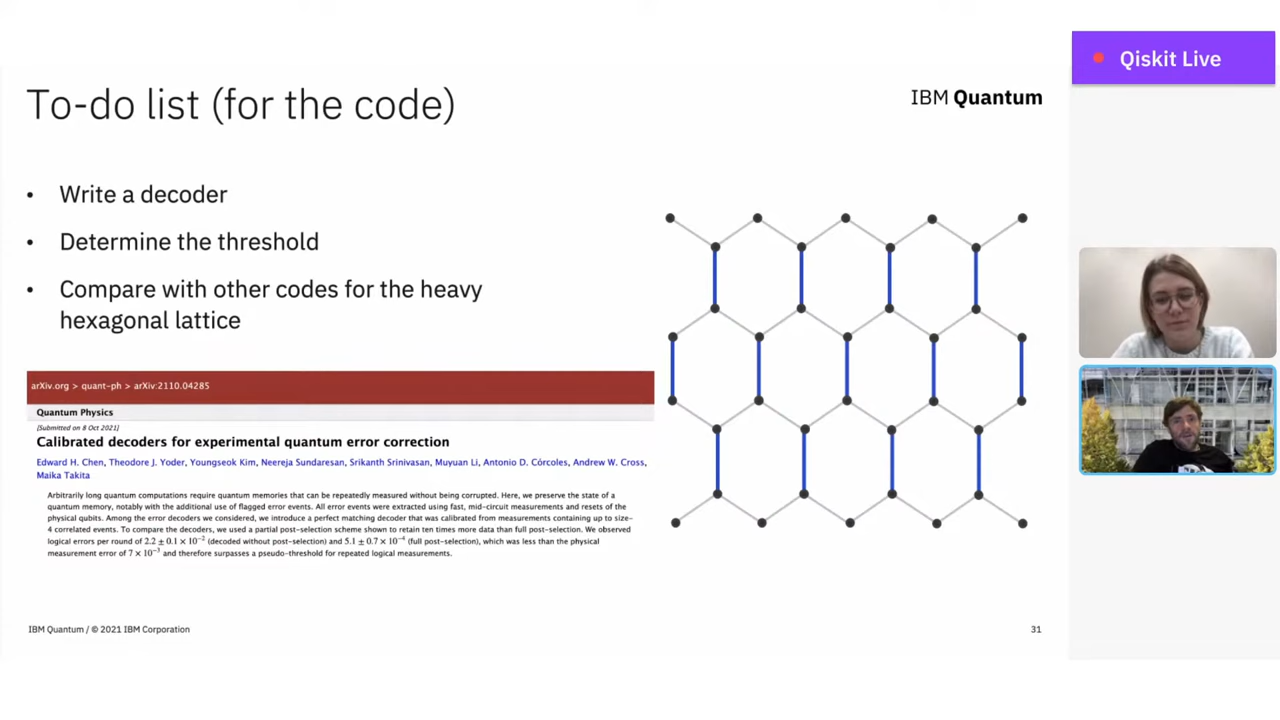 Qiskit Live
To-do list (for the code)
IBM Quantum
• Write a decoder
• Determine the threshold
• Compare with other codes for the heavy
hexagonal lattice
arXiv.org > quant-ph > arXiv:2110.04285
Quantum Physics
[Submitted on 8 Oct 2021]
Calibrated decoders for experimental quantum error correction
Edward H. Chen, Theodore J. Yoder, Youngseok Kim, Neereja Sundaresan, Srikanth Srinivasan, Muyuan Li, Antonio D. Córcoles, Andrew W. Cross,
Maika Takita
Arbitrarily long quantum computations require quantum memories that can be repeatedly measured without being corrupted. Here, we preserve the state of a
quantum memory, notably with the additional use of flagged error events. All error events were extracted using fast, mid-circuit measurements and resets of the
physical qubits. Among the error decoders we considered, we introduce a perfect matching decoder that was calibrated from measurements containing up to size-
4 correlated events. To compare the decoders, we used a partial post-selection scheme shown to retain ten times more data than full post-selection. We observed
logical errors per round of 2.2 ± 0.1 × 10⁻² (decoded without post-selection) and 5.1 ± 0.7 × 10⁻⁴ (full post-selection), which was less than the physical
measurement error of 7 × 10⁻³ and therefore surpasses a pseudo-threshold for repeated logical measurements.
IBM Quantum / © 2021 IBM Corporation
31